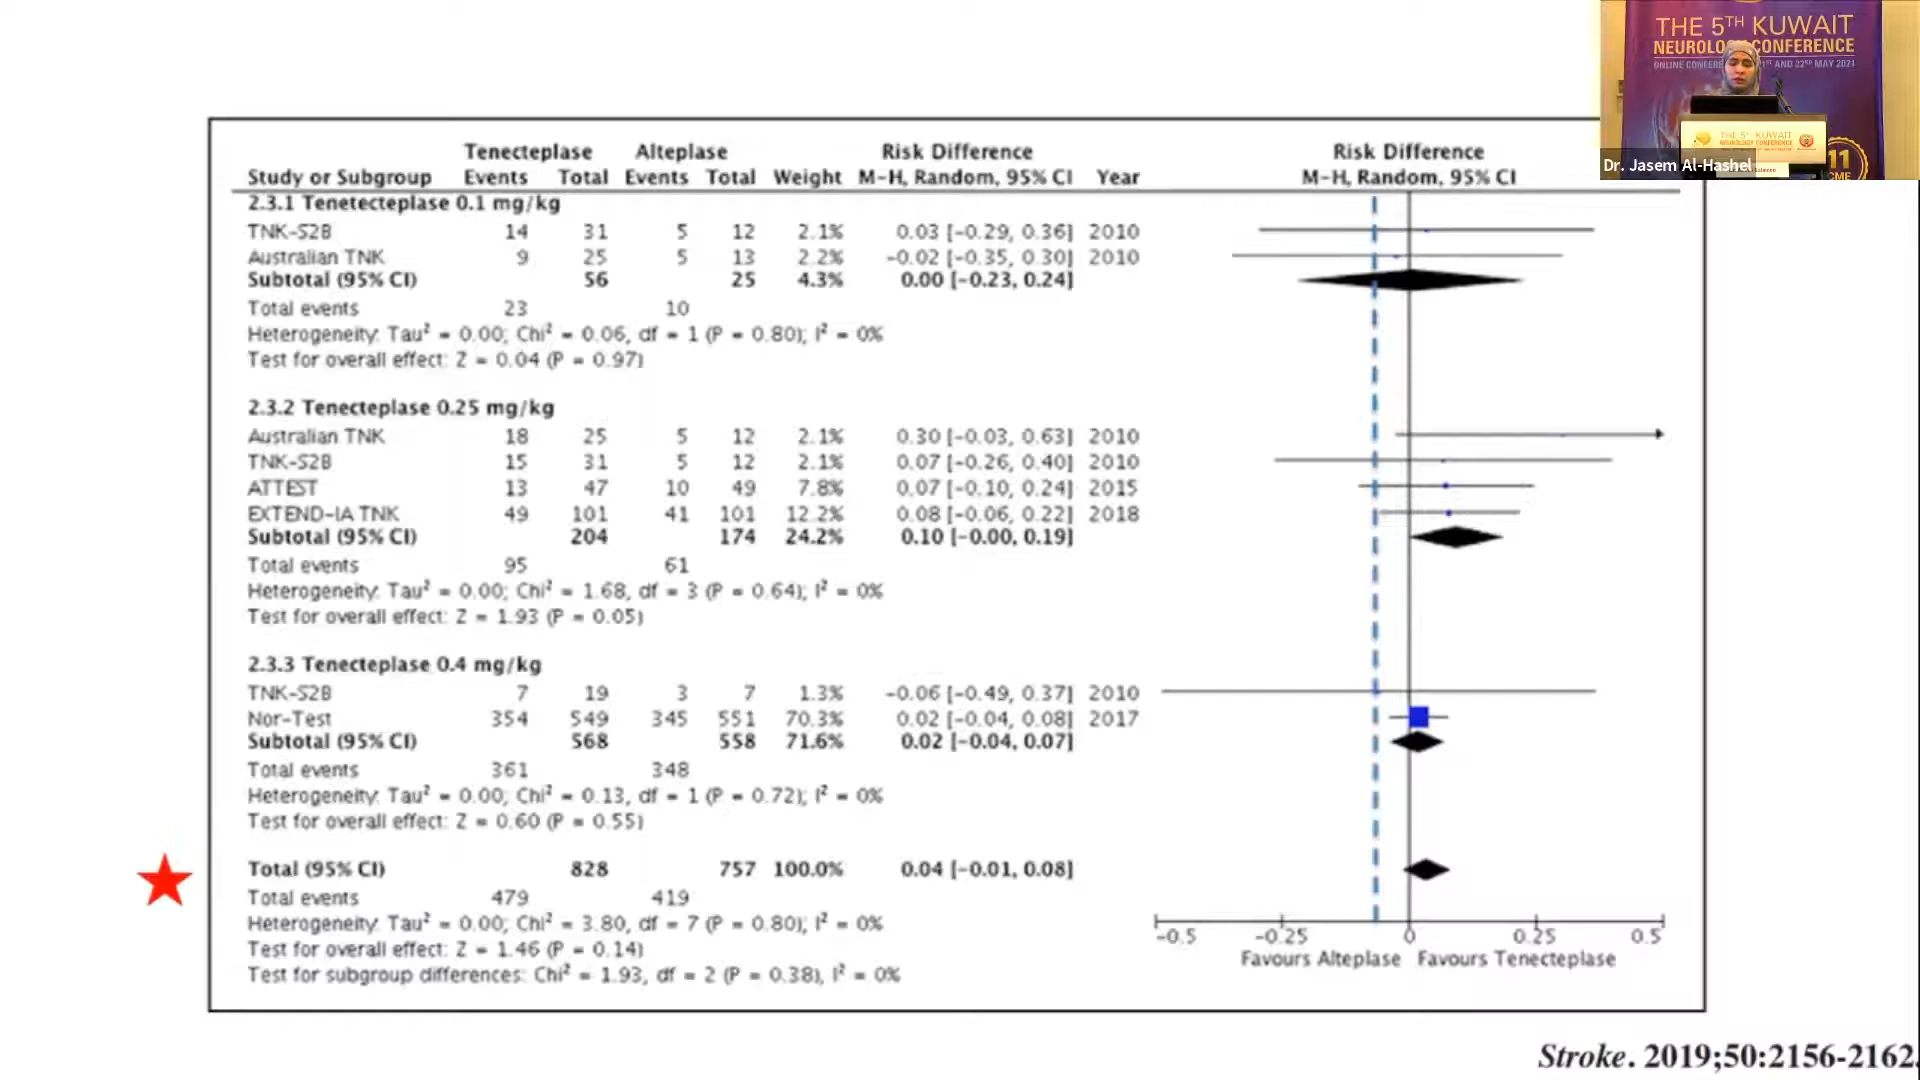 THE 5TH KUWAIT
NEUROLOGY CONFERENCE
THE 5TH KUWAIT
NEUROLOGY CONFERENCE
11
CME
Dr. Jasem Al-Hashel
Tenecteplase Alteplase Risk Difference Risk Difference
Study or Subgroup Events Total Events Total Weight M-H, Random, 95% CI Year M-H, Random, 95% CI
2.3.1 Tenetecteplase 0.1 mg/kg
TNK-S2B 14 31 5 12 2.1% 0.03 [-0.29, 0.36] 2010
Australian TNK 9 25 5 13 2.2% -0.02 [-0.35, 0.30] 2010
Subtotal (95% CI) 56 25 4.3% 0.00 [-0.23, 0.24]
Total events 23 10
Heterogeneity: Tau² = 0.00; Chi² = 0.06, df = 1 (P = 0.80); I² = 0%
Test for overall effect: Z = 0.04 (P = 0.97)
2.3.2 Tenecteplase 0.25 mg/kg
Australian TNK 18 25 5 12 2.1% 0.30 [-0.03, 0.63] 2010
TNK-S2B 15 31 5 12 2.1% 0.07 [-0.26, 0.40] 2010
ATTEST 13 47 10 49 7.8% 0.07 [-0.10, 0.24] 2015
EXTEND-IA TNK 49 101 41 101 12.2% 0.08 [-0.06, 0.22] 2018
Subtotal (95% CI) 204 174 24.2% 0.10 [-0.00, 0.19]
Total events 95 61
Heterogeneity: Tau² = 0.00; Chi² = 1.68, df = 3 (P = 0.64); I² = 0%
Test for overall effect: Z = 1.93 (P = 0.05)
2.3.3 Tenecteplase 0.4 mg/kg
TNK-S2B 7 19 3 7 1.3% -0.06 [-0.49, 0.37] 2010
Nor-Test 354 549 345 551 70.3% 0.02 [-0.04, 0.08] 2017
Subtotal (95% CI) 568 558 71.6% 0.02 [-0.04, 0.07]
Total events 361 348
Heterogeneity: Tau² = 0.00; Chi² = 0.13, df = 1 (P = 0.72); I² = 0%
Test for overall effect: Z = 0.60 (P = 0.55)
Total (95% CI) 828 757 100.0% 0.04 [-0.01, 0.08]
Total events 479 419
Heterogeneity: Tau² = 0.00; Chi² = 3.80, df = 7 (P = 0.80); I² = 0%
Test for overall effect: Z = 1.46 (P = 0.14)
Test for subgroup differences: Chi² = 1.93, df = 2 (P = 0.38), I² = 0%
-0.5 -0.25 0 0.25 0.5
Favours Alteplase Favours Tenecteplase
Stroke. 2019;50:2156-2162.